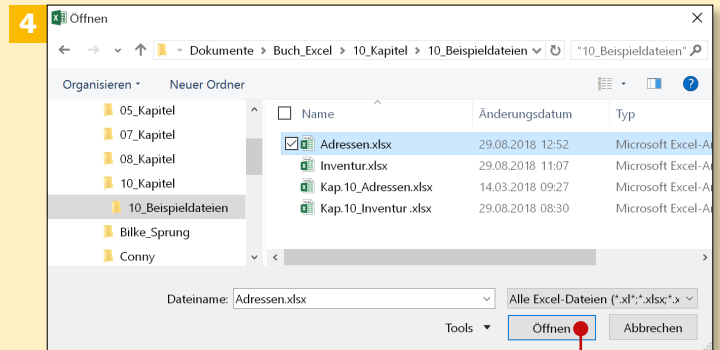 4
Öffnen
« Dokumente > Buch_Excel > 10_Kapitel > 10_Beispieldateien "10_Beispieldateien"
Organisieren Neuer Ordner
05_Kapitel
07_Kapitel
08_Kapitel
10_Kapitel
10_Beispieldateien
Bilke_Sprung
Conny
Name Änderungsdatum Typ
Adressen.xlsx 29.08.2018 12:52 Microsoft Excel-A
Inventur.xlsx 29.08.2018 11:07 Microsoft Excel-A
Kap.10_Adressen.xlsx 14.03.2018 09:27 Microsoft Excel-A
Kap.10_Inventur .xlsx 29.08.2018 08:30 Microsoft Excel-A
Dateiname: Adressen.xlsx Alle Excel-Dateien (*.xl*;*.xlsx;*.x
Tools Öffnen Abbrechen